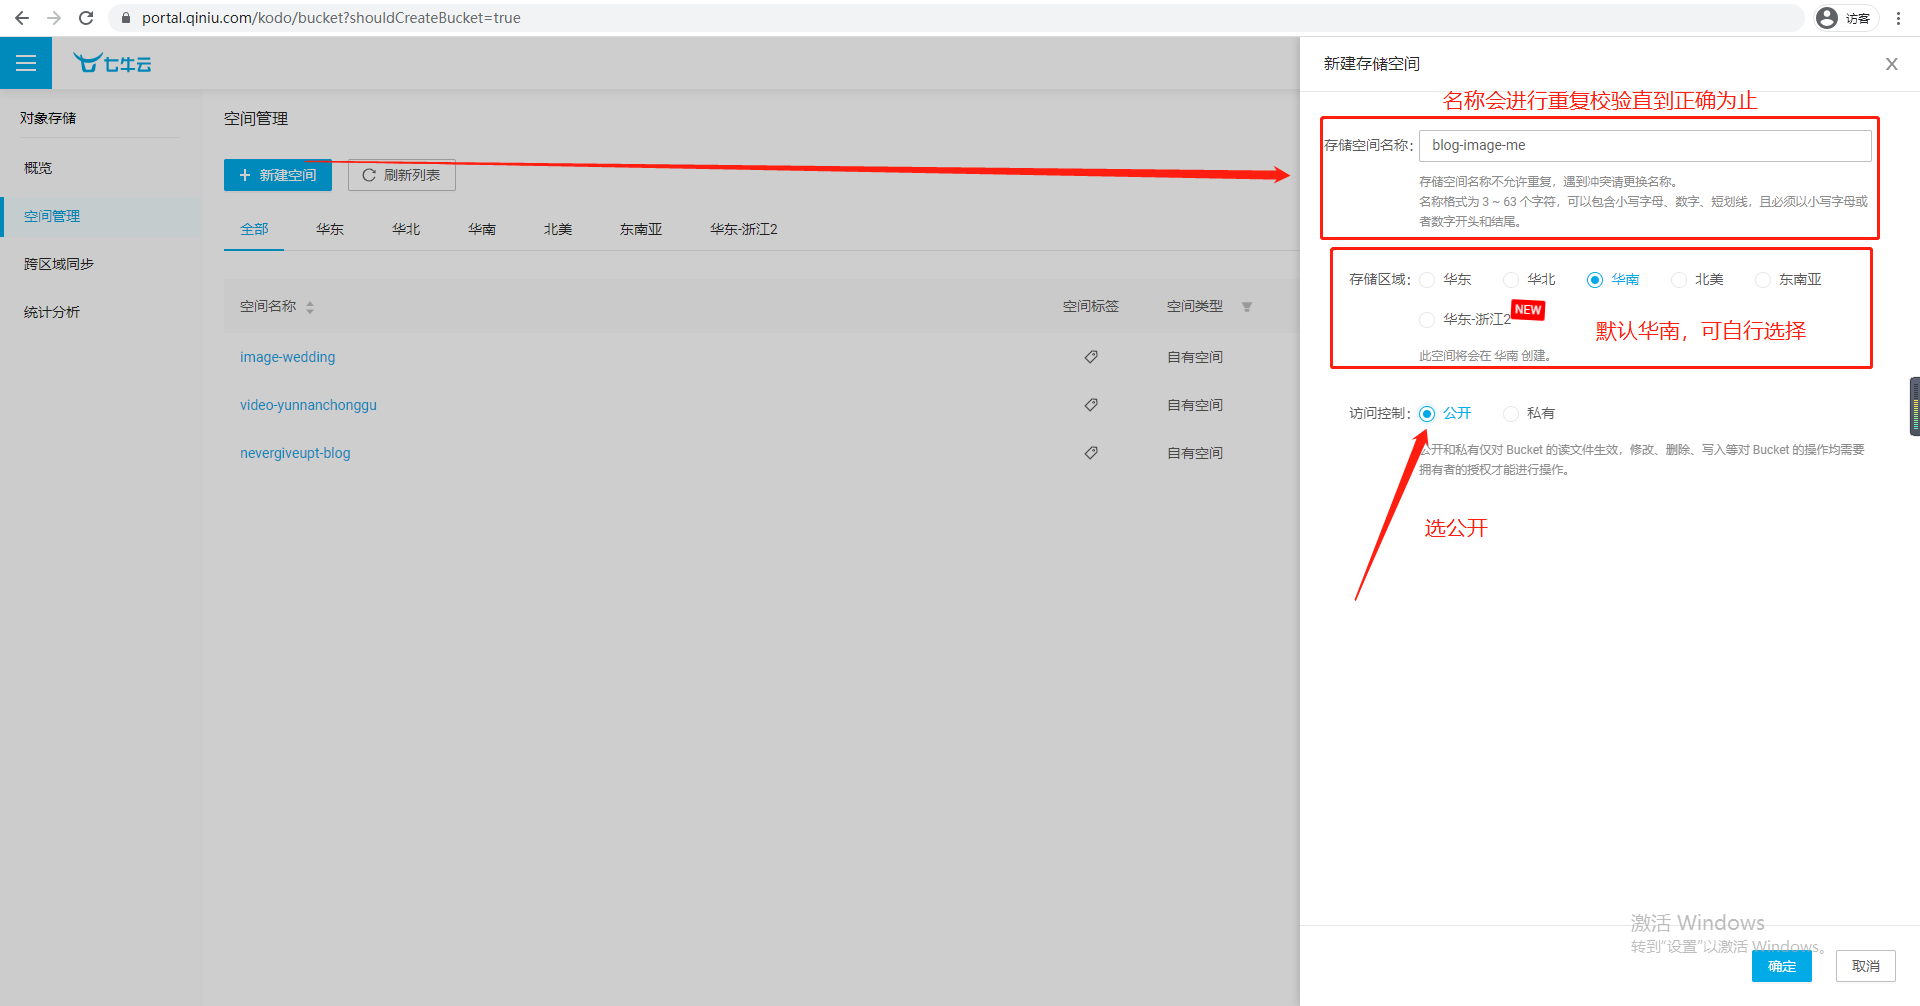 portal.qiniu.com/kodo/bucket?shouldCreateBucket=true
访客
七牛云
对象存储
概览
空间管理
跨区域同步
统计分析
空间管理
新建空间
刷新列表
全部 华东 华北 华南 北美 东南亚 华东-浙江2
空间名称 空间标签 空间类型
image-wedding 自有空间
video-yunnanchonggu 自有空间
nevergiveupt-blog 自有空间
新建存储空间
X
名称会进行重复校验直到正确为止
存储空间名称： blog-image-me
存储空间名称不允许重复，遇到冲突请更换名称。
名称格式为 3 ~ 63 个字符，可以包含小写字母、数字、短划线，且必须以小写字母或
者数字开头和结尾。
存储区域： 华东 华北 华南 北美 东南亚
华东-浙江2 NEW
默认华南，可自行选择
此空间将会在 华南 创建。
访问控制： 公开 私有
公开和私有仅对 Bucket 的读文件生效，修改、删除、写入等对 Bucket 的操作均需要
拥有者的授权才能进行操作。
选公开
激活 Windows
转到“设置”以激活 Windows。
确定 取消